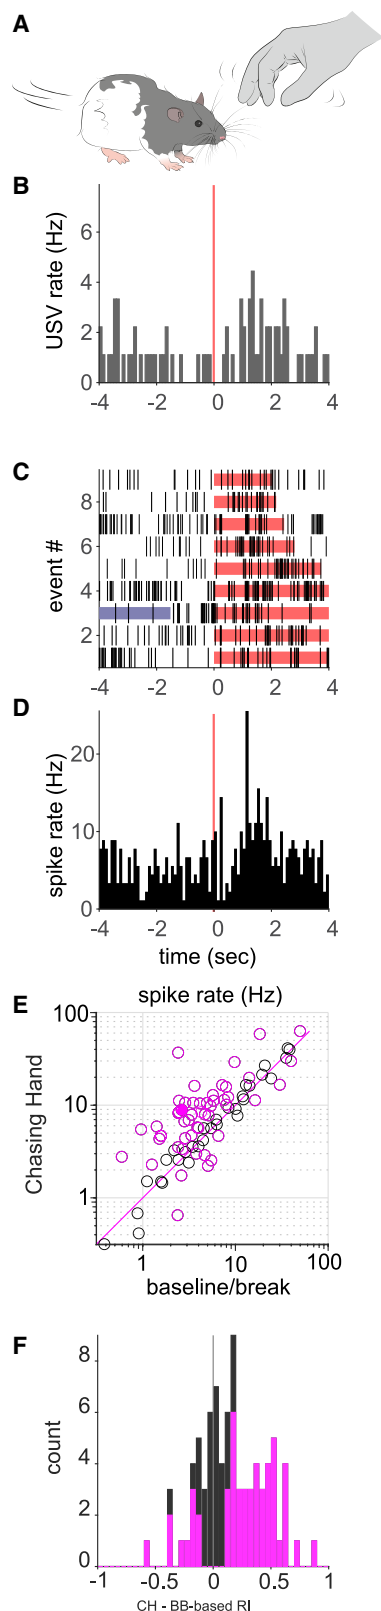 A
B
USV rate (Hz)
6
4
2
0
-4 -2 0 2 4
C
event #
8
6
4
2
-4 -2 0 2 4
D
spike rate (Hz)
20
10
0
-4 -2 0 2 4
time (sec)
E
spike rate (Hz)
Chasing Hand
100
10
1
1 10 100
baseline/break
F
count
8
6
4
2
0
-1 -0.5 0 0.5 1
CH - BB-based RI